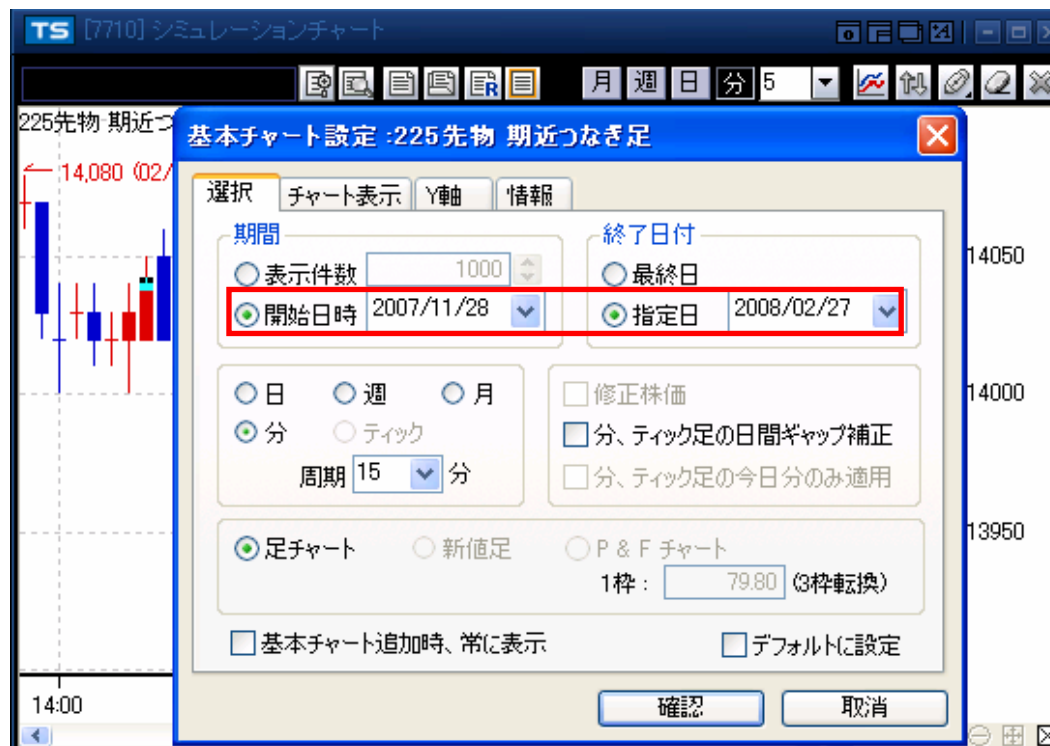 TS [7710] シミュレーションチャート
R 月 週 日 分 5
225先物 期近つ
14,080 (02/
基本チャート設定 :225先物 期近つなぎ足
選択 チャート表示 Y軸 情報
期間 終了日付
表示件数 1000 最終日
開始日時 2007/11/28 指定日 2008/02/27
日 週 月 修正株価
分 ティック 分、ティック足の日間ギャップ補正
周期 15 分 分、ティック足の今日分のみ適用
足チャート 新値足 P & F チャート
1枠 : 79.80 (3枠転換)
基本チャート追加時、常に表示 デフォルトに設定
確認 取消
14050
14000
13950
14:00